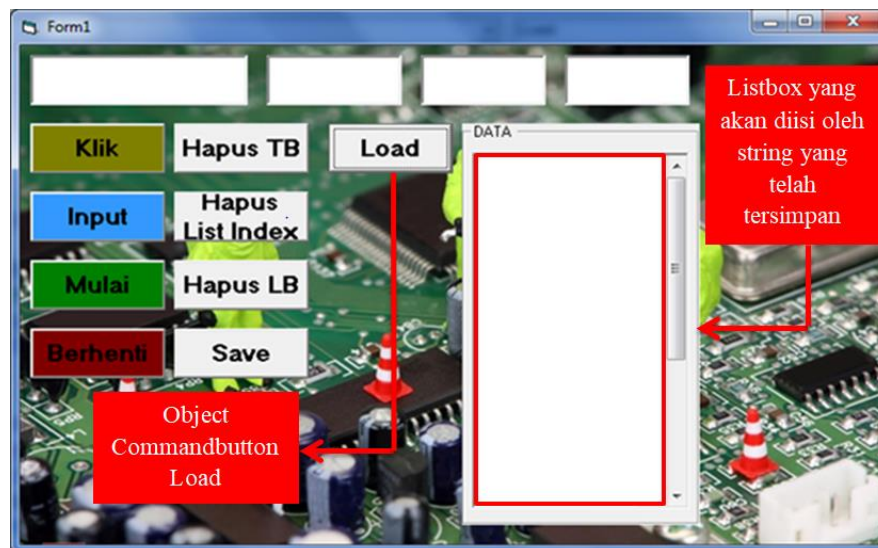 Form1
Klik
Hapus TB
Load
DATA
Input
Hapus
List Index
Mulai
Hapus LB
Berhenti
Save
Listbox yang
akan diisi oleh
string yang
telah
tersimpan
Object
Commandbutton
Load